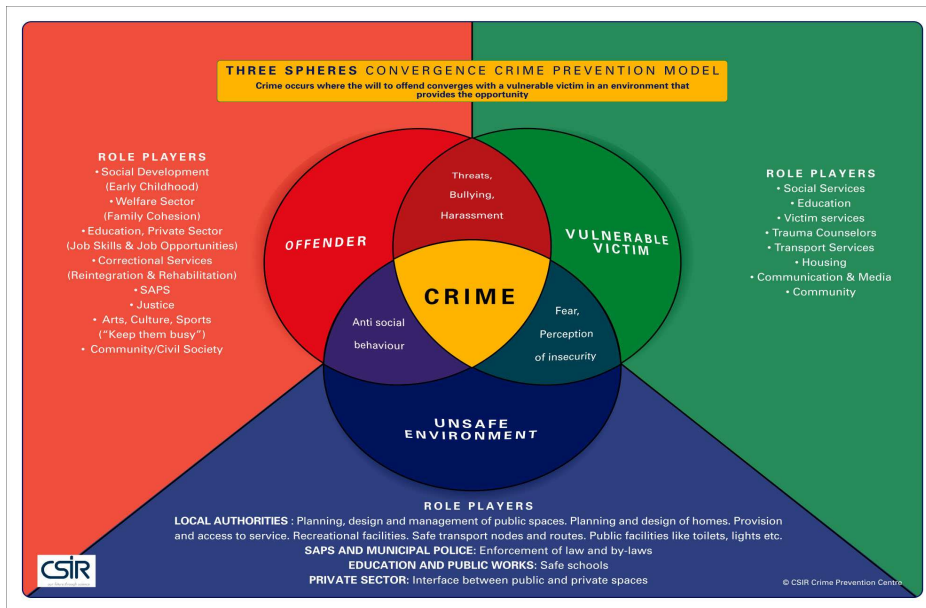 THREE SPHERES CONVERGENCE CRIME PREVENTION MODEL
Crime occurs where the will to offend converges with a vulnerable victim in an environment that
provides the opportunity
ROLE PLAYERS
• Social Development
(Early Childhood)
• Welfare Sector
(Family Cohesion)
• Education, Private Sector
(Job Skills & Job Opportunities)
• Correctional Services
(Reintegration & Rehabilitation)
• SAPS
• Justice
• Arts, Culture, Sports
("Keep them busy")
• Community/Civil Society
OFFENDER
Threats,
Bullying,
Harassment
VULNERABLE
VICTIM
CRIME
Anti social
behaviour
Fear,
Perception
of insecurity
UNSAFE
ENVIRONMENT
ROLE PLAYERS
• Social Services
• Education
• Victim services
• Trauma Counselors
• Transport Services
• Housing
• Communication & Media
• Community
ROLE PLAYERS
LOCAL AUTHORITIES : Planning, design and management of public spaces. Planning and design of homes. Provision
and access to service. Recreational facilities. Safe transport nodes and routes. Public facilities like toilets, lights etc.
SAPS AND MUNICIPAL POLICE: Enforcement of law and by-laws
EDUCATION AND PUBLIC WORKS: Safe schools
PRIVATE SECTOR: Interface between public and private spaces
CSIR
© CSIR Crime Prevention Centre